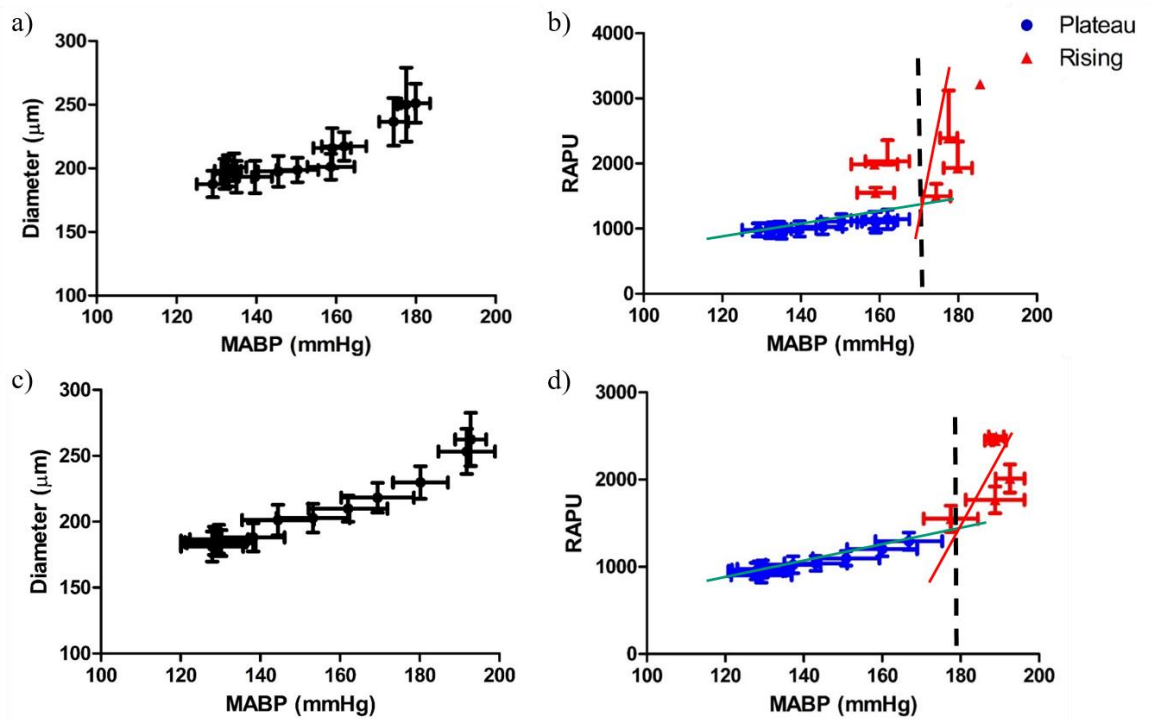 a)
300
250
200
150
100
Diameter (μm)
100 120 140 160 180 200
MABP (mmHg)
b)
4000
3000
2000
1000
0
RAPU
100 120 140 160 180 200
MABP (mmHg)
Plateau
Rising
c)
300
250
200
150
100
Diameter (μm)
100 120 140 160 180 200
MABP (mmHg)
d)
3000
2000
1000
0
RAPU
100 120 140 160 180 200
MABP (mmHg)